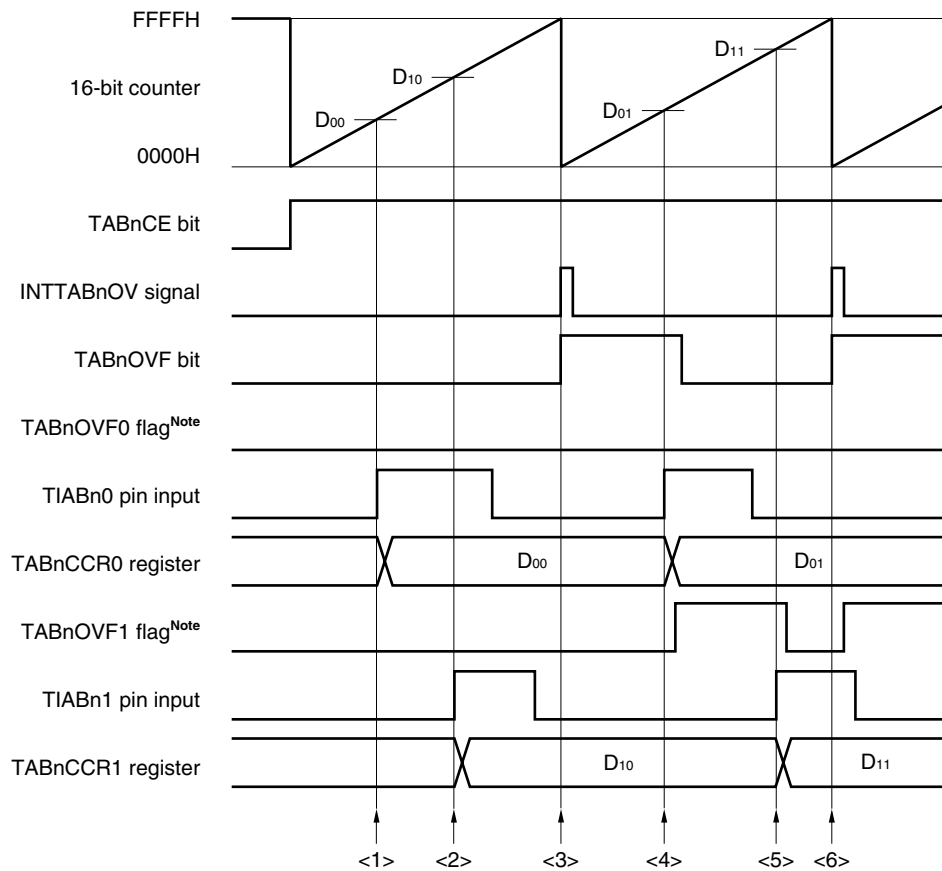 FFFFH
D11
D10
16-bit counter
D01
D00
0000H
TABnCE bit
INTTABnOV signal
TABnOVF bit
TABnOVF0 flagNote
TIABn0 pin input
TABnCCR0 register
D00
D01
TABnOVF1 flagNote
TIABn1 pin input
TABnCCR1 register
D10
D11
<1> <2> <3> <4> <5> <6>